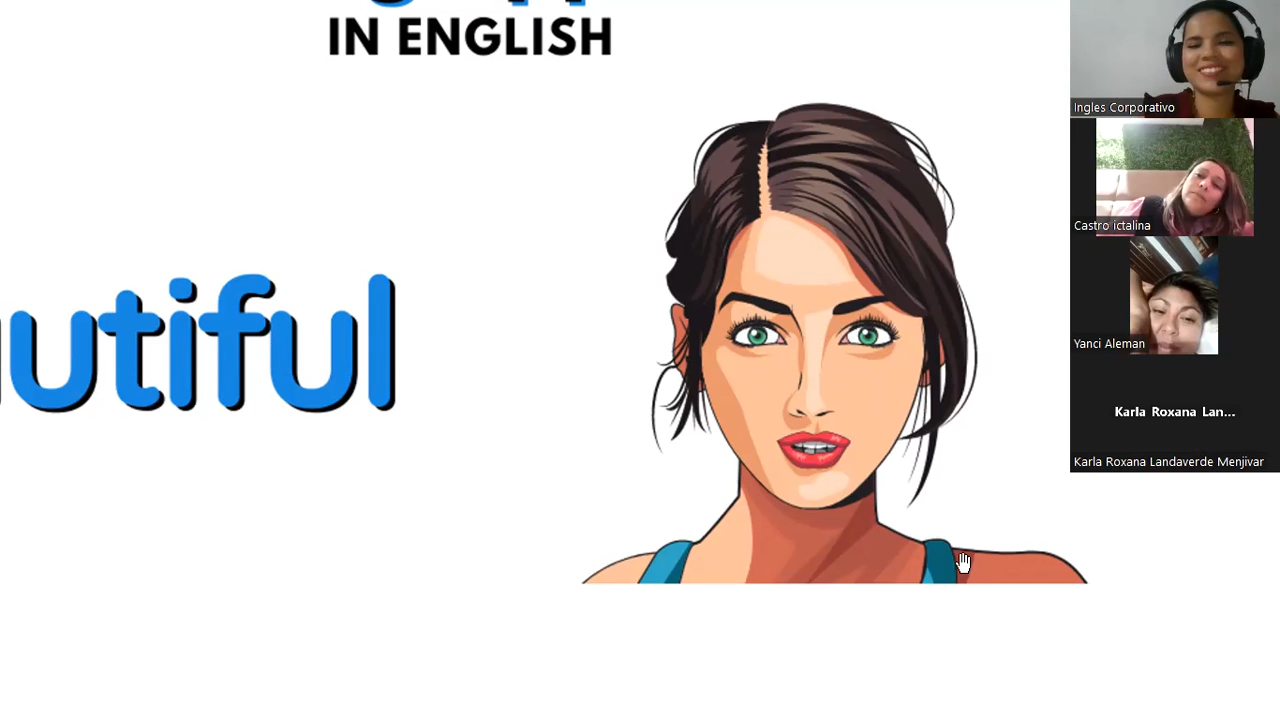 IN ENGLISH
utiful
Ingles Corporativo
Castro ictalina
Yanci Aleman
Karla Roxana Lan...
Karla Roxana Landaverde Menjivar